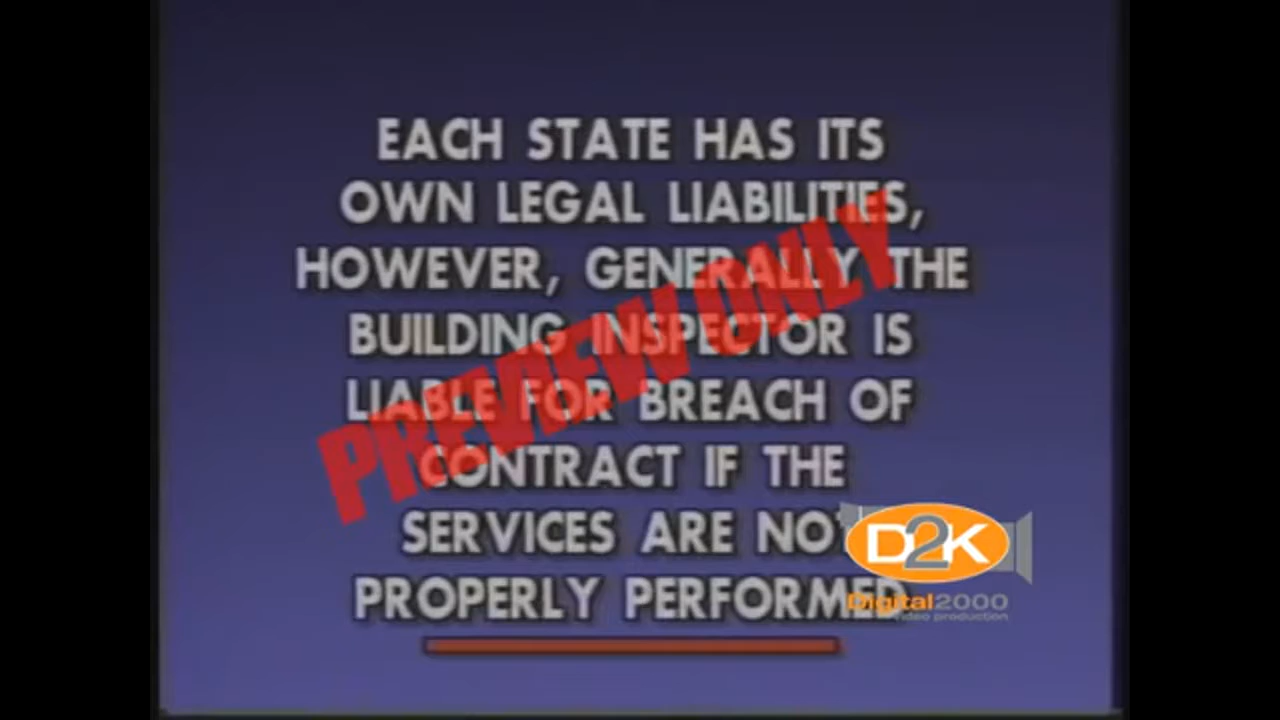 EACH STATE HAS ITS
OWN LEGAL LIABILITIES,
HOWEVER, GENERALLY THE
BUILDING INSPECTOR IS
LIABLE FOR BREACH OF
CONTRACT IF THE
SERVICES ARE NOT
PROPERLY PERFORMED
PREVIEW ONLY
D2K
Digital2000
video production